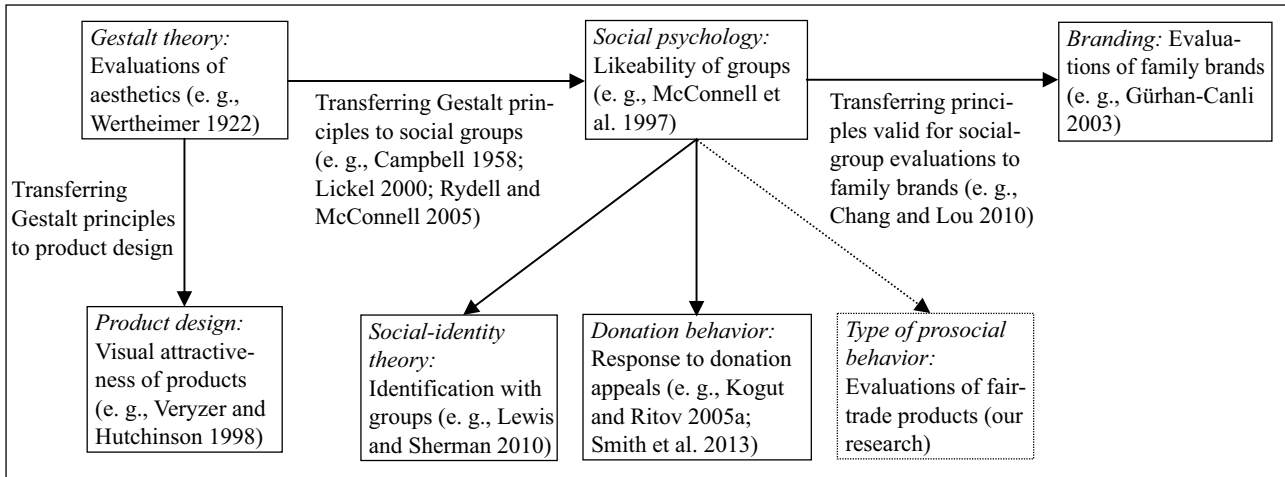 Gestalt theory:
Evaluations of
aesthetics (e. g.,
Wertheimer 1922)
Transferring Gestalt prin-
ciples to social groups
(e. g., Campbell 1958;
Lickel 2000; Rydell and
McConnell 2005)
Social psychology:
Likeability of groups
(e. g., McConnell et
al. 1997)
Transferring princi-
ples valid for social-
group evaluations to
family brands (e. g.,
Chang and Lou 2010)
Branding: Evalua-
tions of family brands
(e. g., Gürhan-Canli
2003)
Transferring
Gestalt principles
to product design
Product design:
Visual attractive-
ness of products
(e. g., Veryzer and
Hutchinson 1998)
Social-identity
theory:
Identification with
groups (e. g., Lewis
and Sherman 2010)
Donation behavior:
Response to donation
appeals (e. g., Kogut
and Ritov 2005a;
Smith et al. 2013)
Type of prosocial
behavior:
Evaluations of fair-
trade products (our
research)